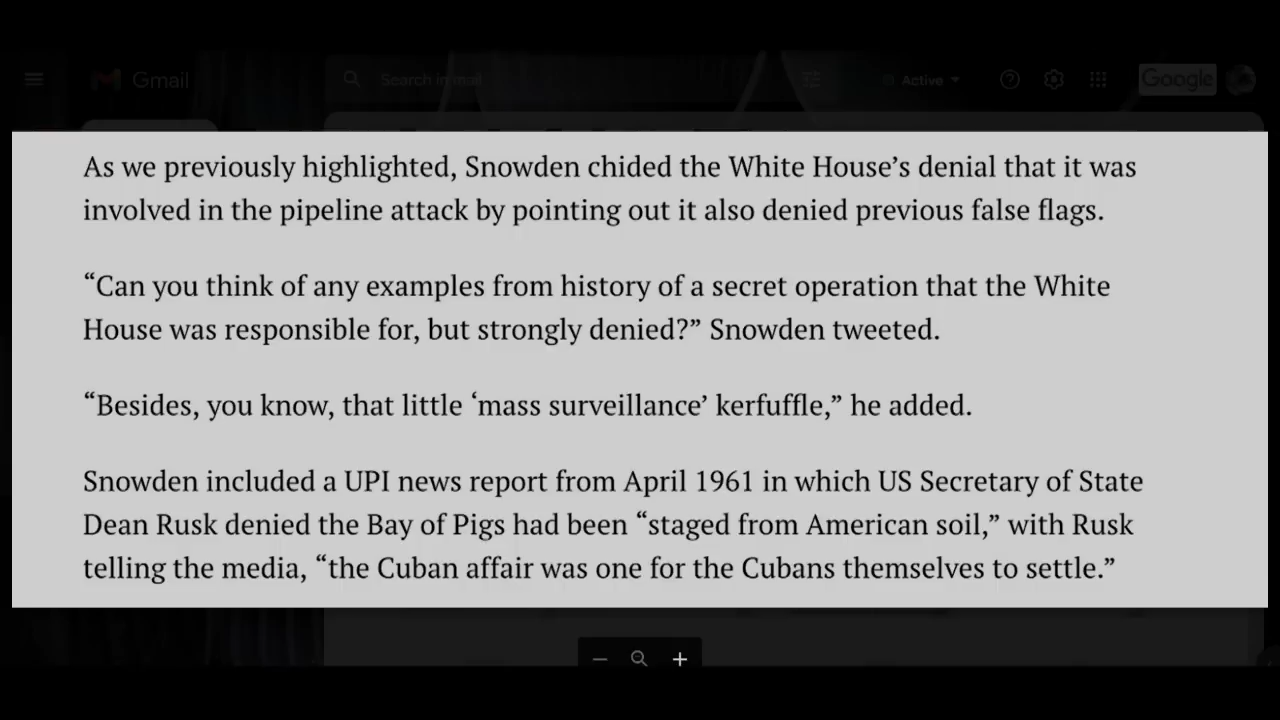 Gmail
Search in mail
Active
Google
As we previously highlighted, Snowden chided the White House’s denial that it was
involved in the pipeline attack by pointing out it also denied previous false flags.
“Can you think of any examples from history of a secret operation that the White
House was responsible for, but strongly denied?” Snowden tweeted.
“Besides, you know, that little ‘mass surveillance’ kerfuffle,” he added.
Snowden included a UPI news report from April 1961 in which US Secretary of State
Dean Rusk denied the Bay of Pigs had been “staged from American soil,” with Rusk
telling the media, “the Cuban affair was one for the Cubans themselves to settle.”